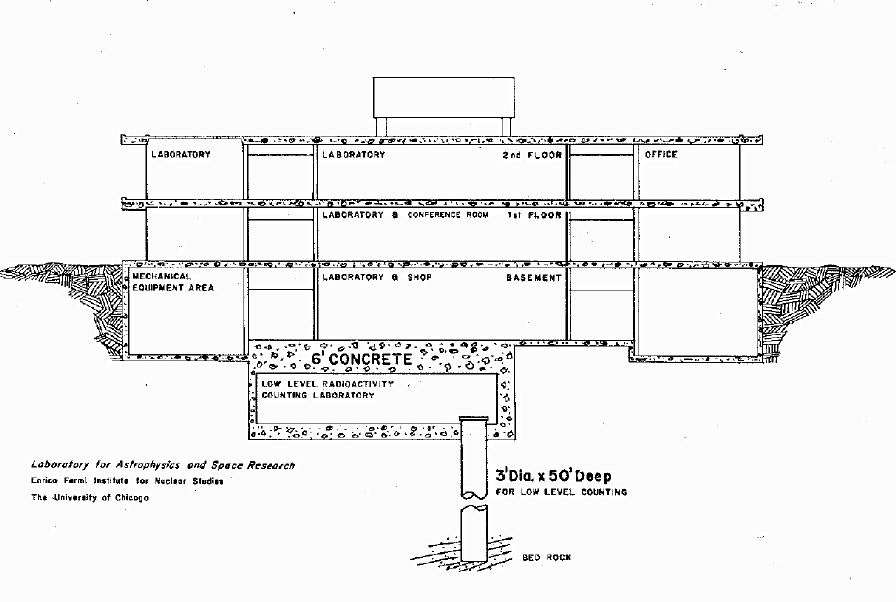 LABORATORY
LABORATORY
2nd FLOOR
OFFICE
LABORATORY & CONFERENCE ROOM
1st FLOOR
MECHANICAL
EQUIPMENT AREA
LABORATORY & SHOP
BASEMENT
6' CONCRETE
LOW LEVEL RADIOACTIVITY
COUNTING LABORATORY
Laboratory for Astrophysics and Space Research
Enrico Fermi Institute for Nuclear Studies
The University of Chicago
3'Dia. x 50' Deep
FOR LOW LEVEL COUNTING
BED ROCK